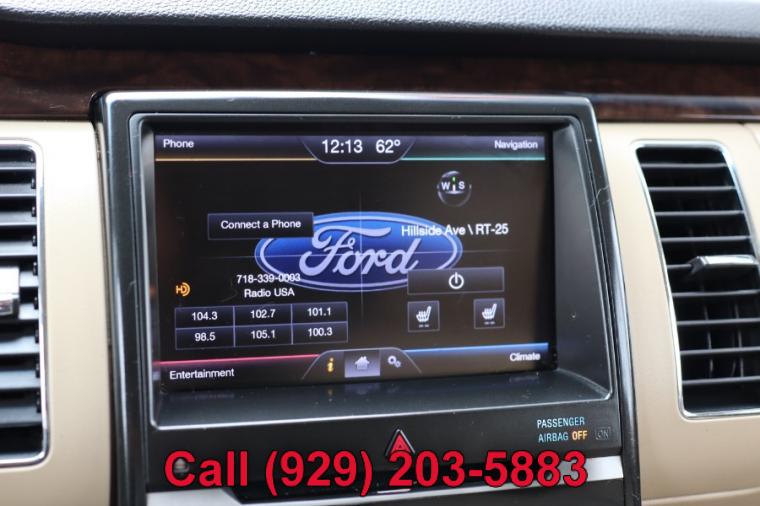 Phone
12:13 62°
Navigation
W S
Connect a Phone
Hillside Ave \ RT-25
Ford
718-339-0003
HD
Radio USA
104.3 102.7 101.1
98.5 105.1 100.3
Entertainment
i
Climate
PASSENGER
AIRBAG OFF ON
Call (929) 203-5883